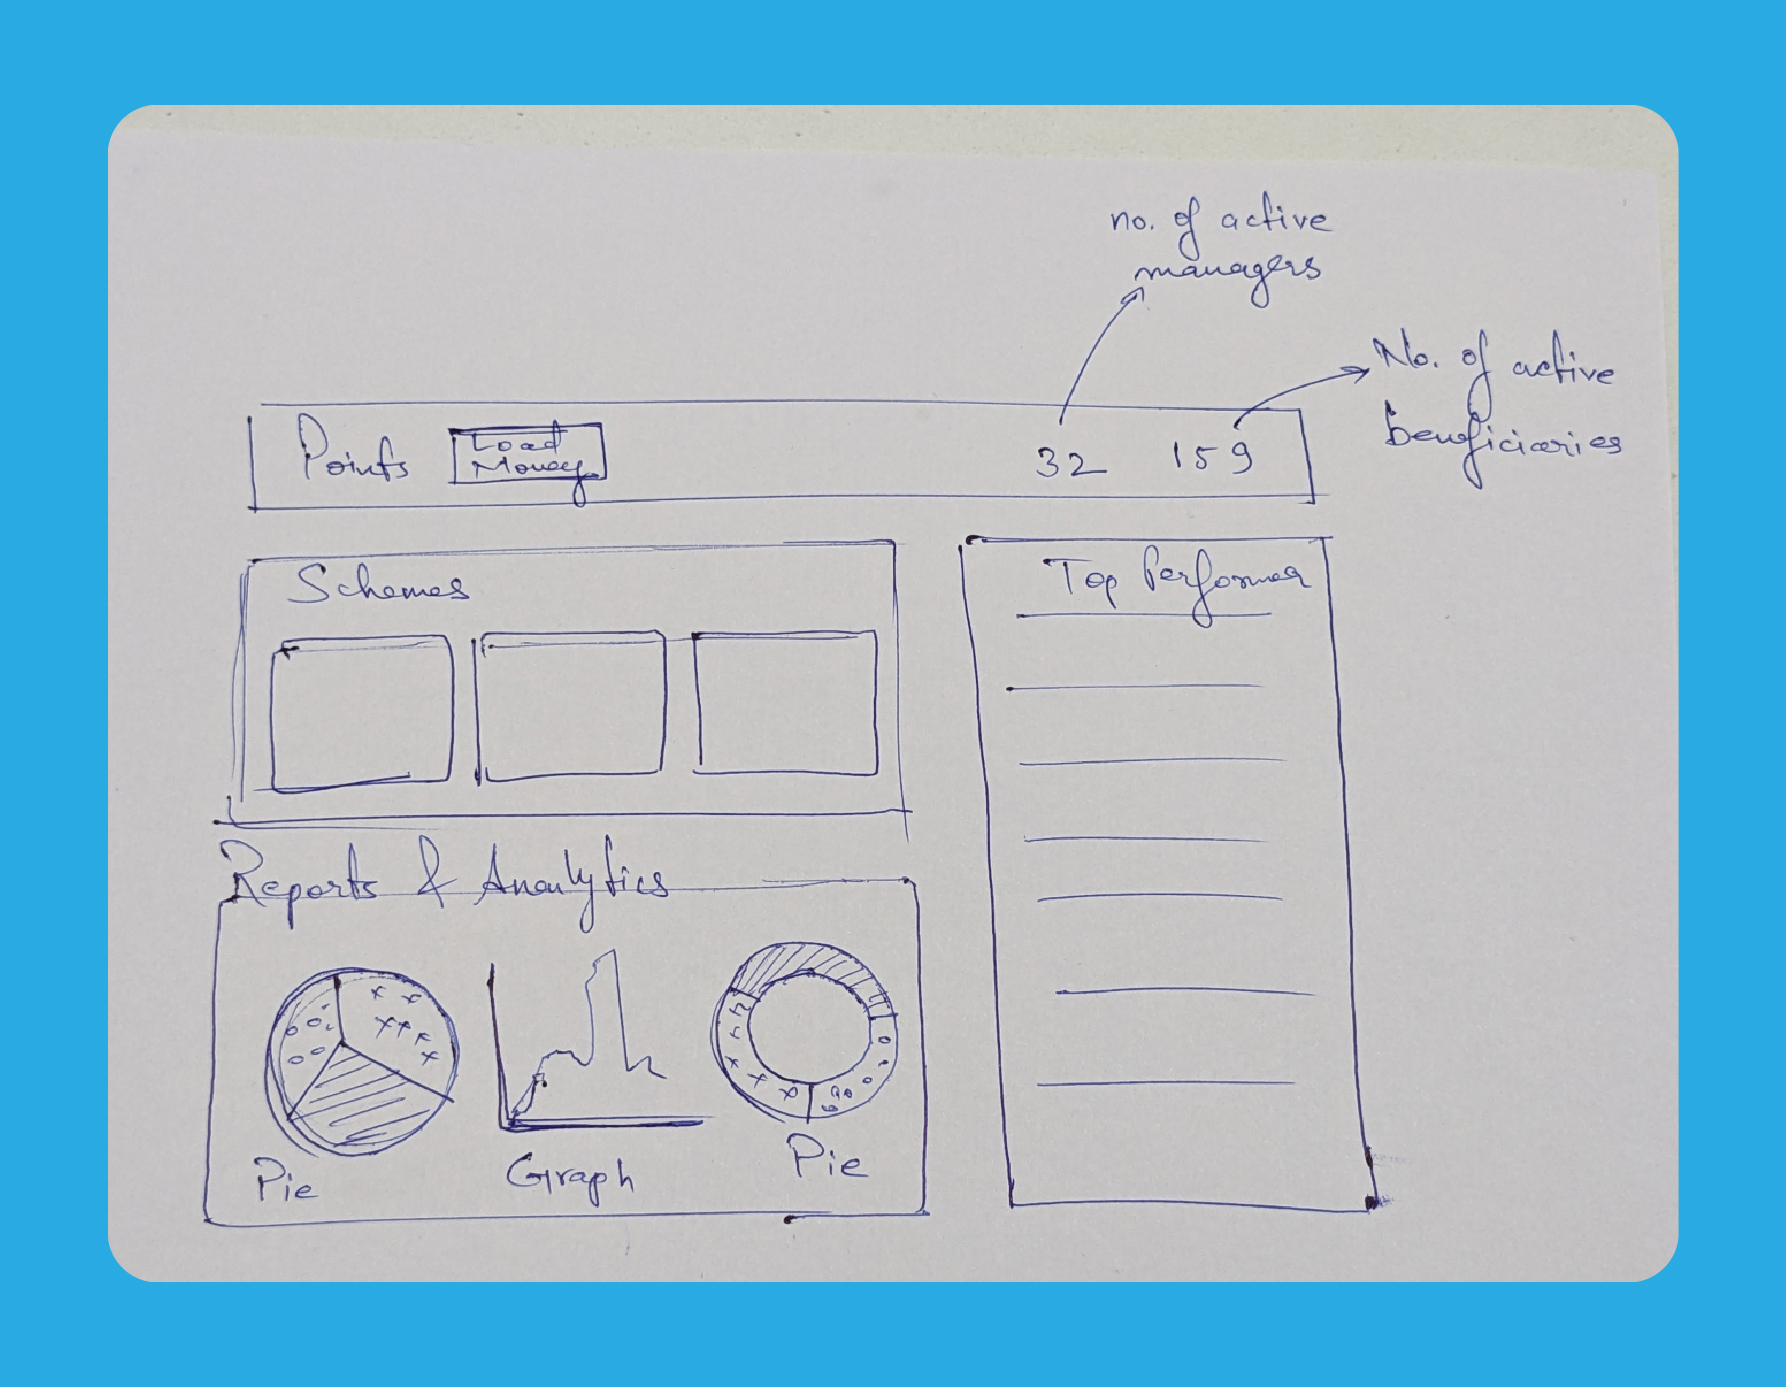 no. of active
managers
No. of active
beneficiaries
Points
Load
Money
32
159
Schemes
Top Performer
Reports & Analytics
Pie
Graph
Pie